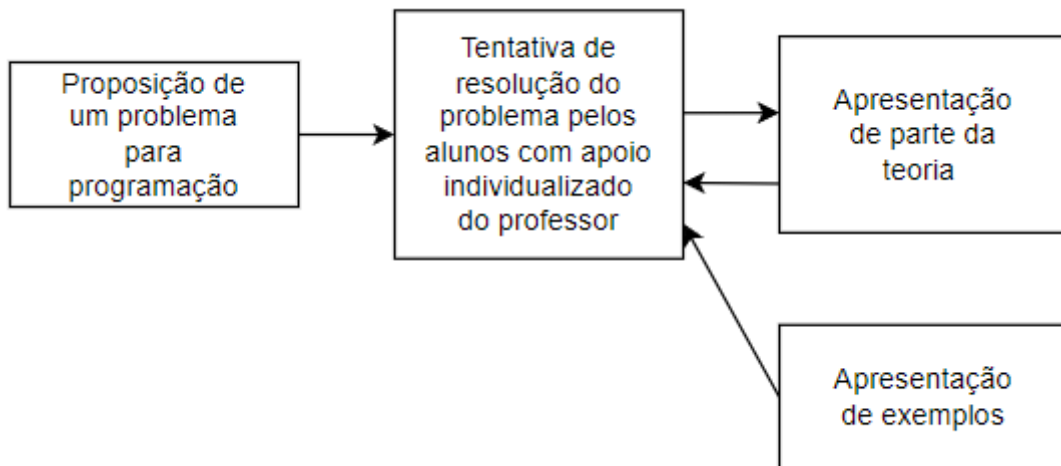 Proposição de
um problema
para
programação
Tentativa de
resolução do
problema pelos
alunos com apoio
individualizado
do professor
Apresentação
de parte da
teoria
Apresentação
de exemplos